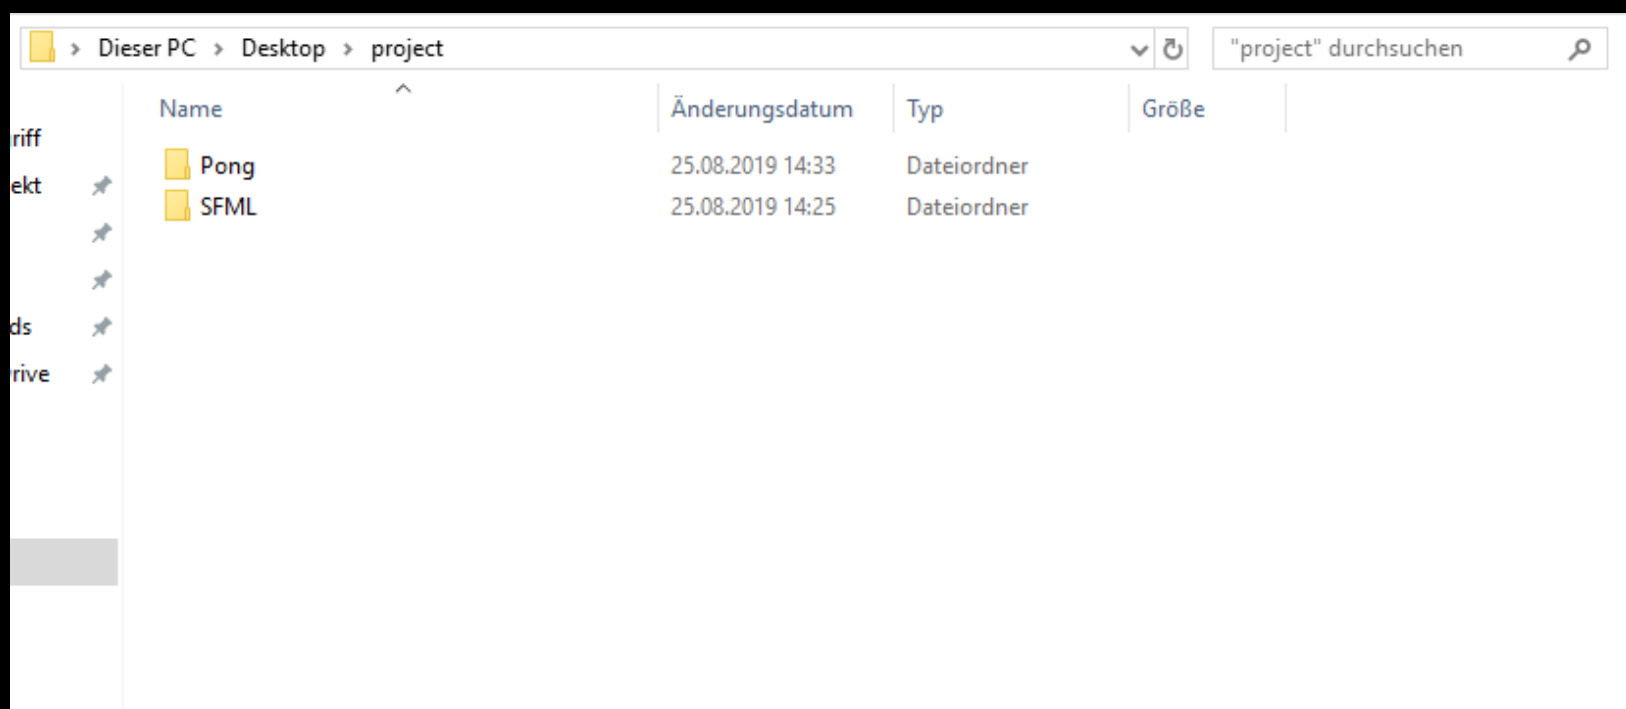 Dieser PC > Desktop > project
"project" durchsuchen
Name Änderungsdatum Typ Größe
riff
ekt
ds
rive
Pong 25.08.2019 14:33 Dateiordner
SFML 25.08.2019 14:25 Dateiordner